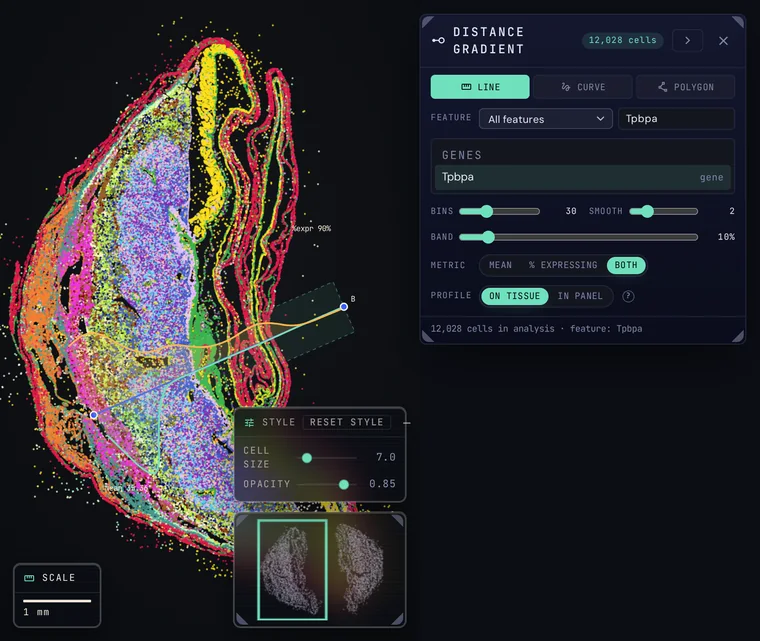 DISTANCE
GRADIENT
12,028 cells
LINE
CURVE
POLYGON
FEATURE
All features
Tpbpa
GENES
Tpbpa
gene
BINS
30
SMOOTH
2
BAND
10%
METRIC
MEAN
% EXPRESSING
BOTH
PROFILE
ON TISSUE
IN PANEL
?
12,028 cells in analysis · feature: Tpbpa
%expr 90%
B
STYLE
RESET STYLE
CELL
SIZE
7.0
OPACITY
0.85
SCALE
1 mm